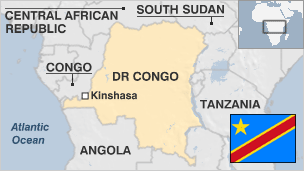 CENTRAL AFRICAN
REPUBLIC
SOUTH SUDAN
CONGO
DR CONGO
Kinshasa
TANZANIA
Atlantic
Ocean
ANGOLA